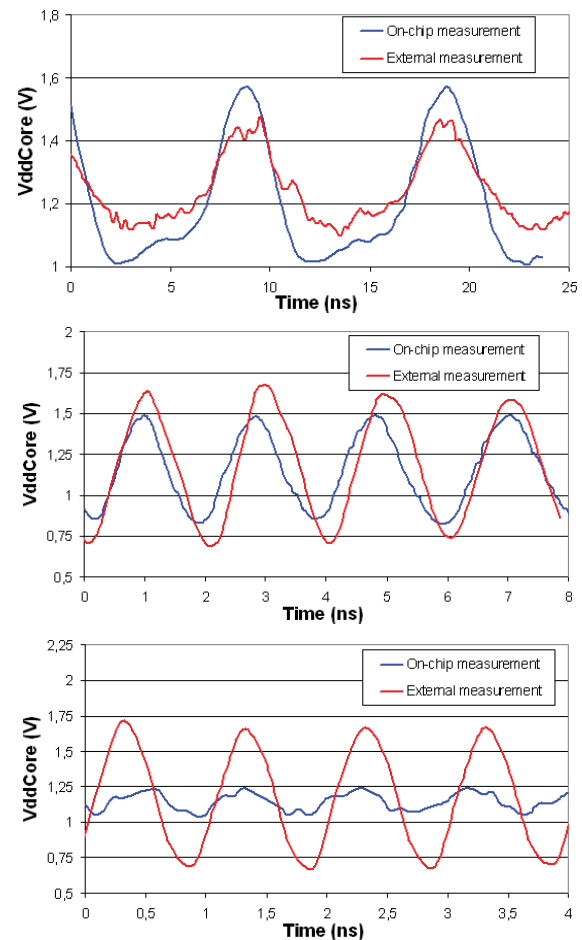 1,8
On-chip measurement
External measurement
1,6
1,4
1,2
1
VddCore (V)
0 5 10 15 20 25
Time (ns)
2
On-chip measurement
External measurement
1,75
1,5
1,25
1
0,75
0,5
VddCore (V)
0 1 2 3 4 5 6 7 8
Time (ns)
2,25
On-chip measurement
External measurement
2
1,75
1,5
1,25
1
0,75
0,5
VddCore (V)
0 0,5 1 1,5 2 2,5 3 3,5 4
Time (ns)